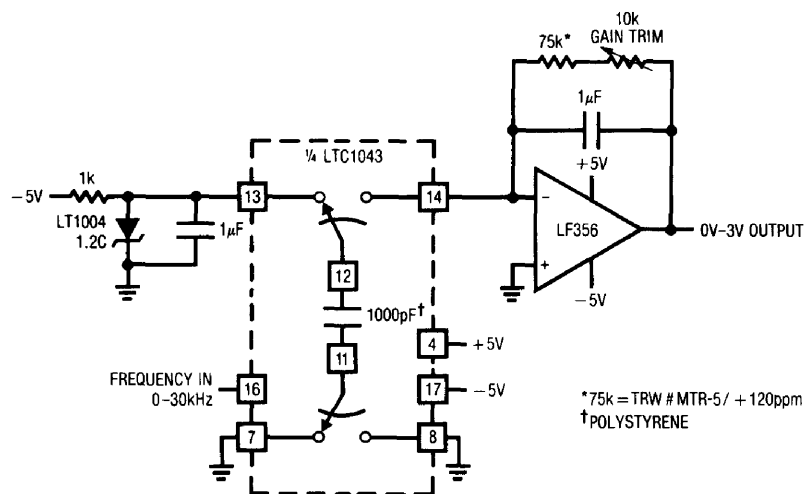 10k
GAIN TRIM
75k*
1µF
+5V
¼ LTC1043
-5V
1k
13
14
-
LF356
0V-3V OUTPUT
LT1004
1.2C
1µF
+
-5V
12
1000pF†
11
4
+5V
FREQUENCY IN
0-30kHz
16
17
-5V
7
8
*75k = TRW # MTR-5/ +120ppm
†POLYSTYRENE